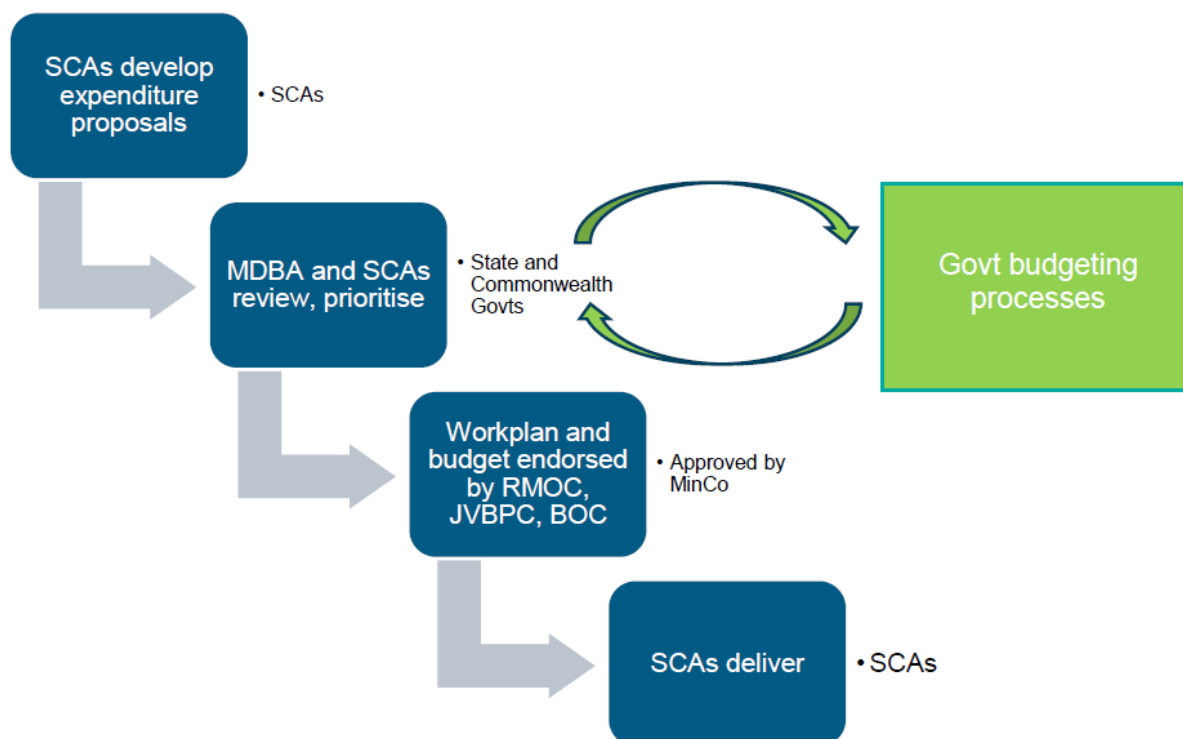 SCAs develop
expenditure
proposals
• SCAs
MDBA and SCAs
review, prioritise
• State and
Commonwealth
Govts
Govt budgeting
processes
Workplan and
budget endorsed
by RMOC,
JVBPC, BOC
• Approved by
MinCo
SCAs deliver
• SCAs